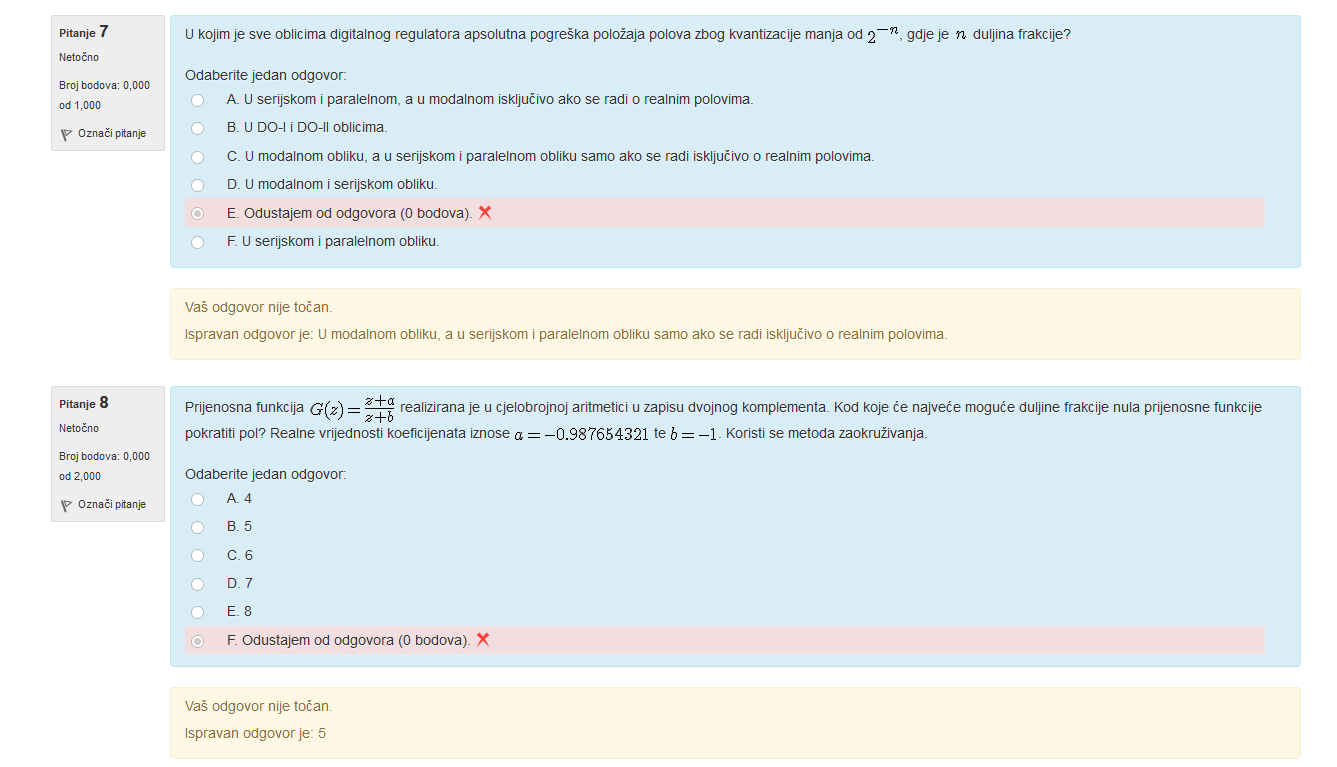 Pitanje 7
Netočno
Broj bodova: 0,000
od 1,000
Označi pitanje
U kojim je sve oblicima digitalnog regulatora apsolutna pogreška položaja polova zbog kvantizacije manja od 2^{-n}, gdje je n duljina frakcije?
Odaberite jedan odgovor:
A. U serijskom i paralelnom, a u modalnom isključivo ako se radi o realnim polovima.
B. U DO-I i DO-II oblicima.
C. U modalnom obliku, a u serijskom i paralelnom obliku samo ako se radi isključivo o realnim polovima.
D. U modalnom i serijskom obliku.
E. Odustajem od odgovora (0 bodova).
F. U serijskom i paralelnom obliku.
Vaš odgovor nije točan.
Ispravan odgovor je: U modalnom obliku, a u serijskom i paralelnom obliku samo ako se radi isključivo o realnim polovima.
Pitanje 8
Netočno
Broj bodova: 0,000
od 2,000
Označi pitanje
Prijenosna funkcija G(z) = \frac{z+a}{z+b} realizirana je u cjelobrojnoj aritmetici u zapisu dvojnog komplementa. Kod koje će najveće moguće duljine frakcije nula prijenosne funkcije
pokratiti pol? Realne vrijednosti koeficijenata iznose a = -0.987654321 te b = -1. Koristi se metoda zaokruživanja.
Odaberite jedan odgovor:
A. 4
B. 5
C. 6
D. 7
E. 8
F. Odustajem od odgovora (0 bodova).
Vaš odgovor nije točan.
Ispravan odgovor je: 5